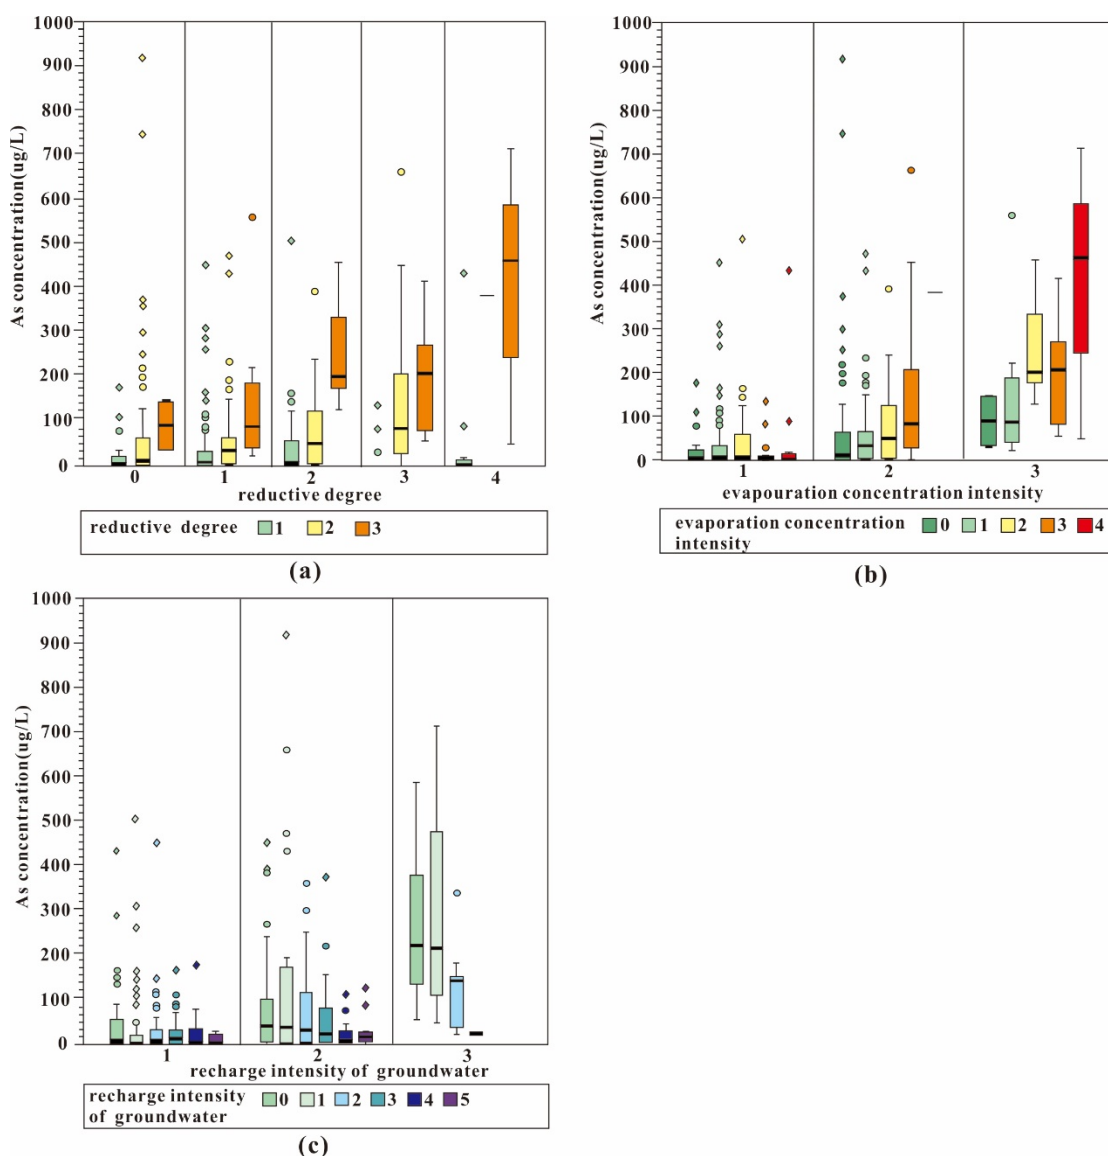 1000
900
800
700
600
500
400
300
200
100
0
As concentration(ug/L)
0 1 2 3 4
reductive degree
reductive degree 1 2 3
(a)
1000
900
800
700
600
500
400
300
200
100
0
As concentration(ug/L)
1 2 3
evapouration concentration intensity
evaporation concentration
intensity
0 1 2 3 4
(b)
1000
900
800
700
600
500
400
300
200
100
0
As concentration(ug/L)
1 2 3
recharge intensity of groundwater
recharge intensity
of groundwater
0 1 2 3 4 5
(c)